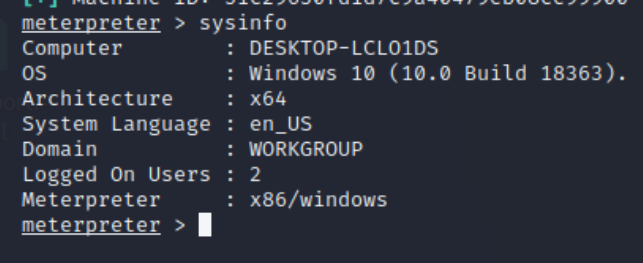 meterpreter > sysinfo
Computer        : DESKTOP-LCLO1DS
OS              : Windows 10 (10.0 Build 18363).
Architecture    : x64
System Language : en_US
Domain          : WORKGROUP
Logged On Users : 2
Meterpreter     : x86/windows
meterpreter >